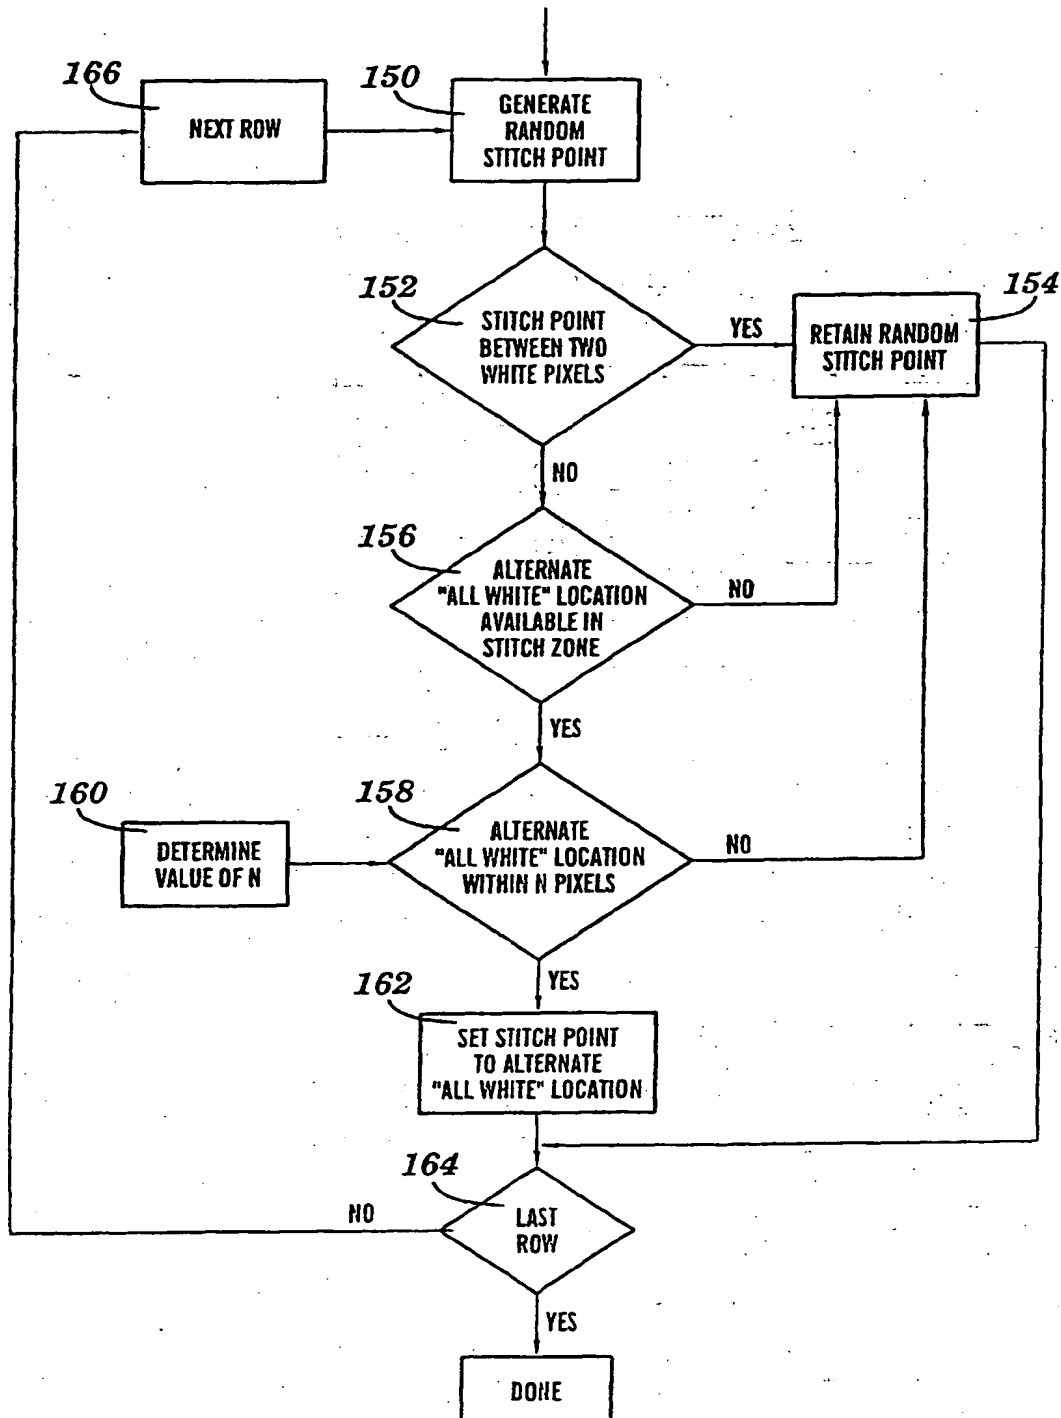 166
NEXT ROW
150
GENERATE
RANDOM
STITCH POINT
152
STITCH POINT
BETWEEN TWO
WHITE PIXELS
YES
154
RETAIN RANDOM
STITCH POINT
NO
156
ALTERNATE
"ALL WHITE" LOCATION
AVAILABLE IN
STITCH ZONE
NO
YES
160
DETERMINE
VALUE OF N
158
ALTERNATE
"ALL WHITE" LOCATION
WITHIN N PIXELS
NO
YES
162
SET STITCH POINT
TO ALTERNATE
"ALL WHITE" LOCATION
164
LAST
ROW
NO
YES
DONE